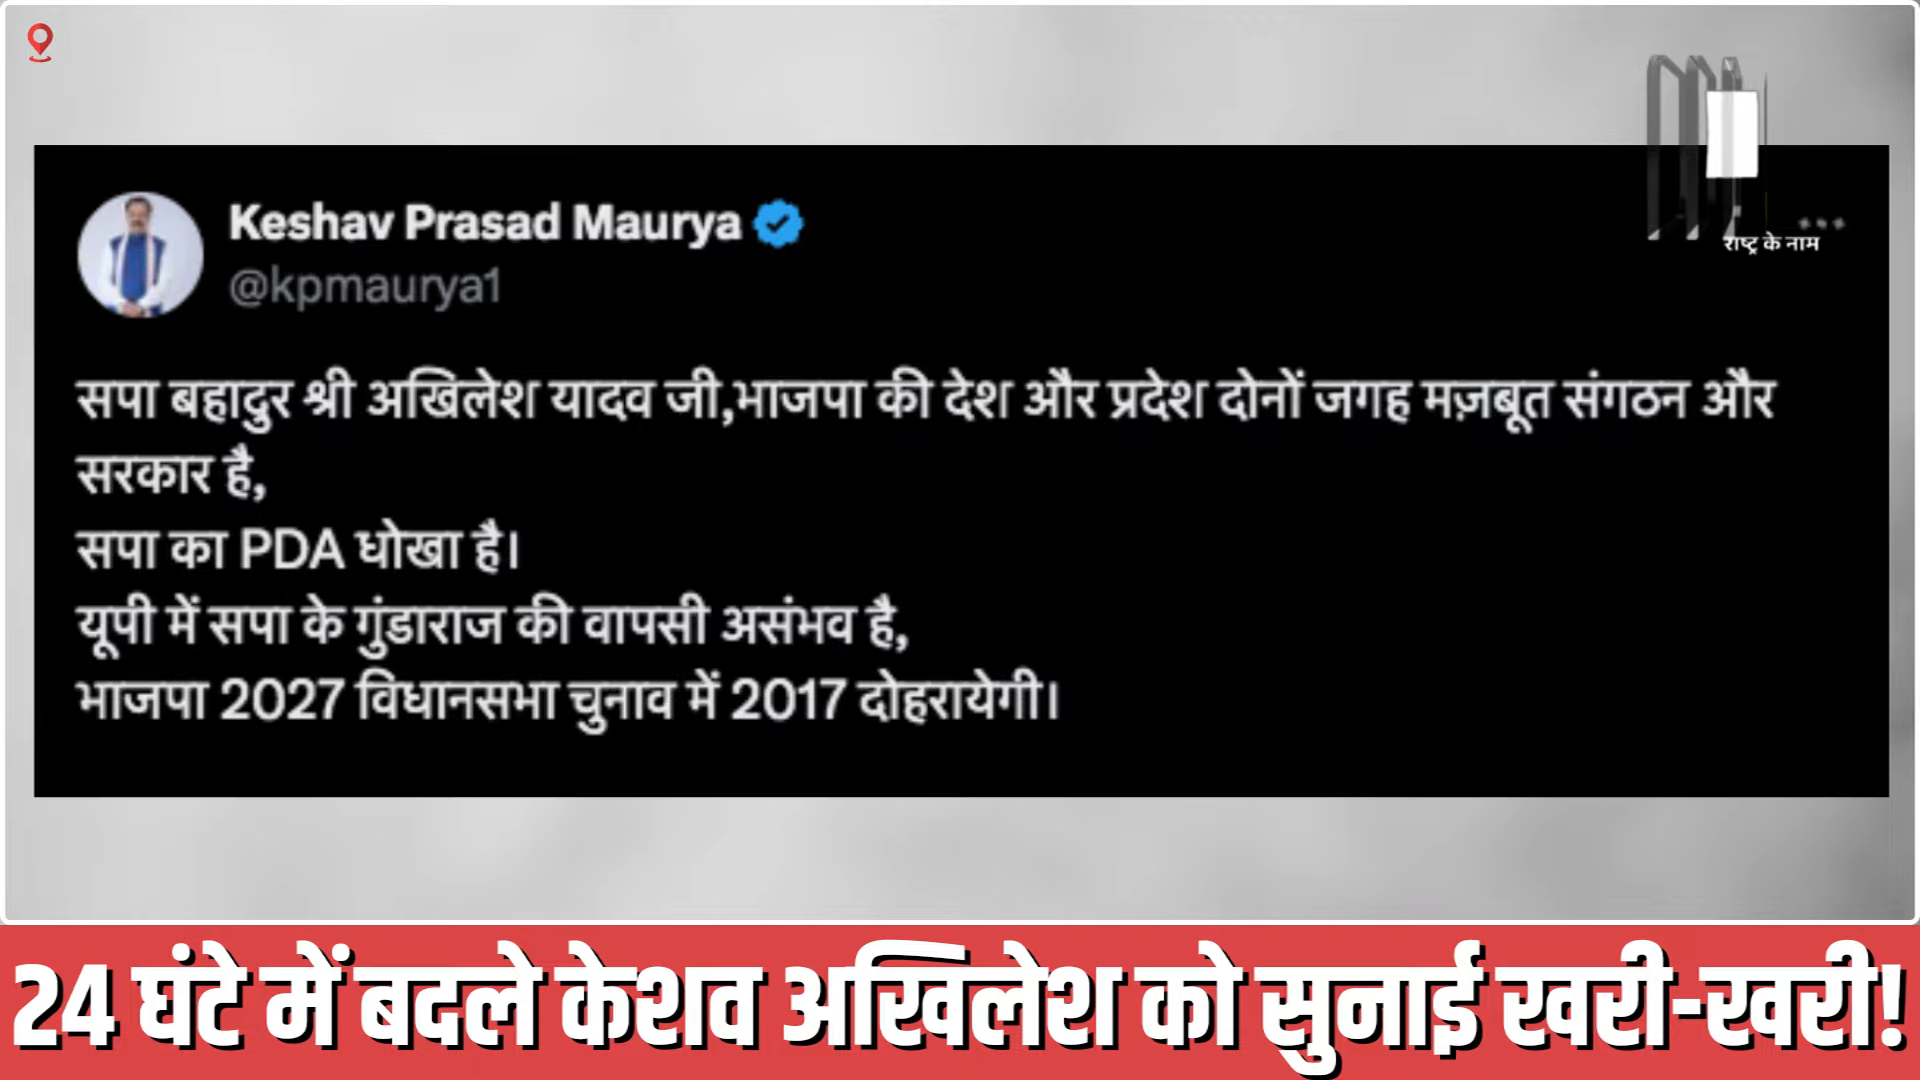 राष्ट्र के नाम
Keshav Prasad Maurya
@kpmaurya1
सपा बहादुर श्री अखिलेश यादव जी,भाजपा की देश और प्रदेश दोनों जगह मज़बूत संगठन और
सरकार है,
सपा का PDA धोखा है।
यूपी में सपा के गुंडाराज की वापसी असंभव है,
भाजपा 2027 विधानसभा चुनाव में 2017 दोहरायेगी।
24 घंटे में बदले केशव अखिलेश को सुनाई खरी-खरी!